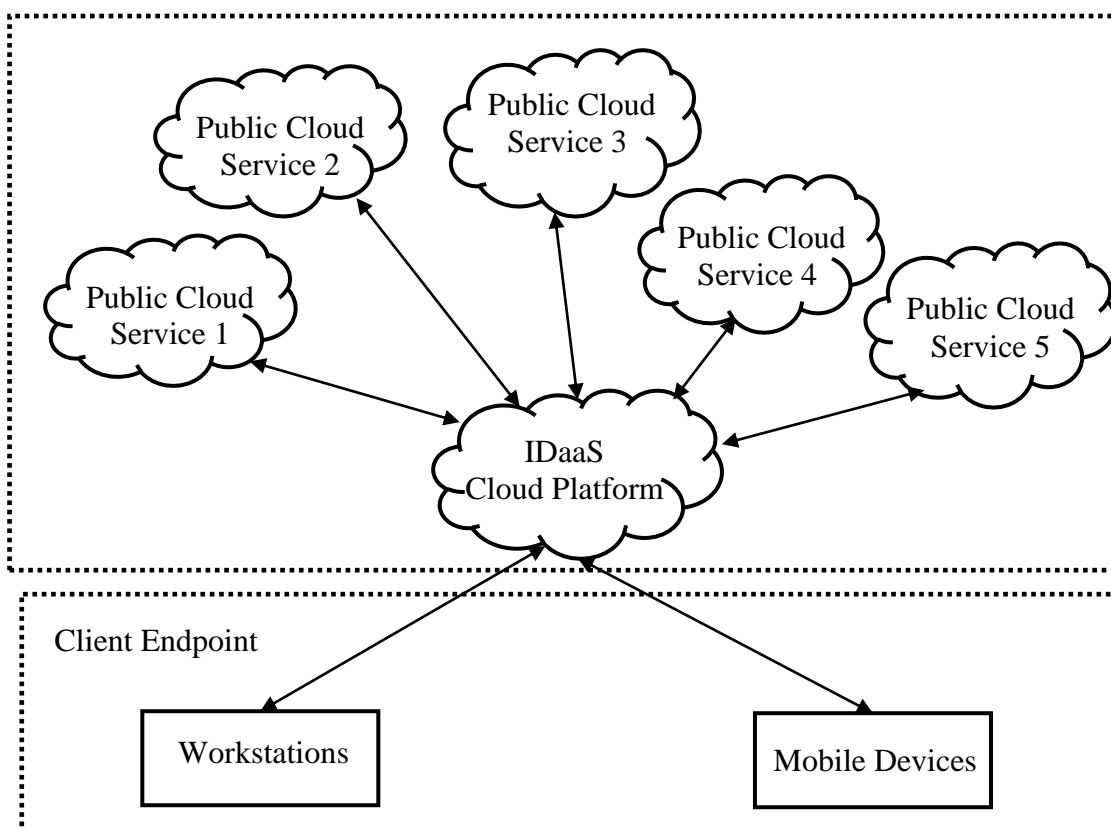 Public Cloud
Service 3
Public Cloud
Service 2
Public Cloud
Service 4
Public Cloud
Service 1
Public Cloud
Service 5
IDaaS
Cloud Platform
Client Endpoint
Workstations
Mobile Devices